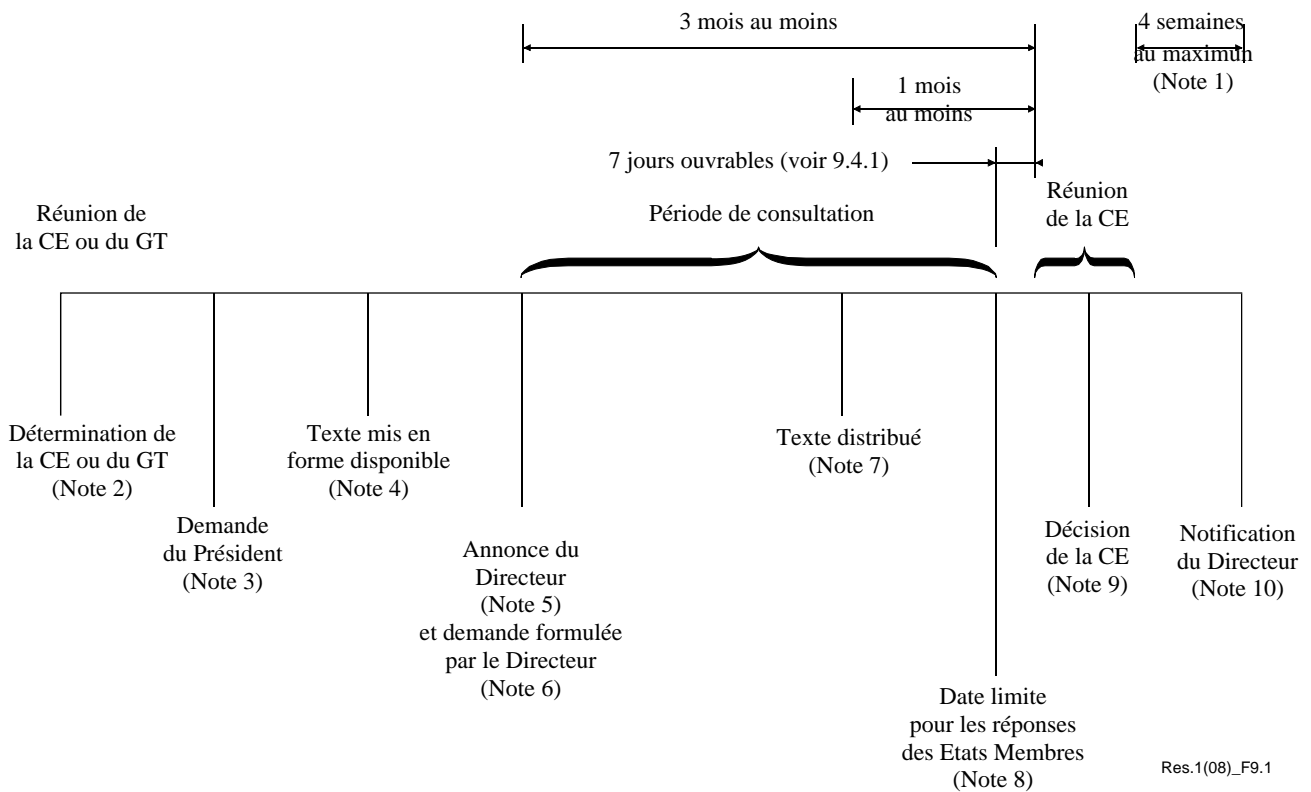 3 mois au moins
4 semaines
au maximun
(Note 1)
1 mois
au moins
7 jours ouvrables (voir 9.4.1)
Réunion de
la CE ou du GT
Période de consultation
Réunion
de la CE
Détermination de
la CE ou du GT
(Note 2)
Demande
du Président
(Note 3)
Texte mis en
forme disponible
(Note 4)
Annonce du
Directeur
(Note 5)
et demande formulée
par le Directeur
(Note 6)
Texte distribué
(Note 7)
Date limite
pour les réponses
des Etats Membres
(Note 8)
Décision
de la CE
(Note 9)
Notification
du Directeur
(Note 10)
Res.1(08)_F9.1